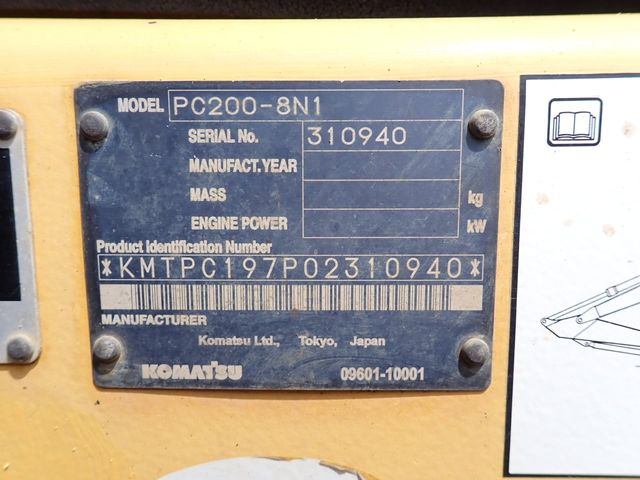 MODEL PC200-8N1
SERIAL No. 310940
MANUFACT.YEAR
MASS kg
ENGINE POWER kW
Product Identification Number
*KMTPC197P02310940*
MANUFACTURER
Komatsu Ltd., Tokyo, Japan
KOMATSU 09601-10001